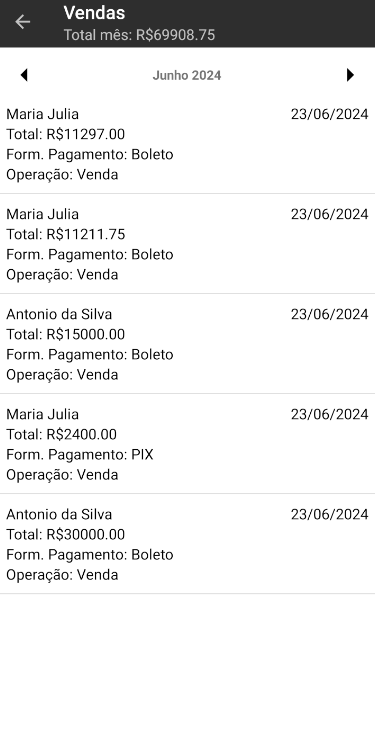 Vendas
Total mês: R$69908.75
Junho 2024
Maria Julia 23/06/2024
Total: R$11297.00
Form. Pagamento: Boleto
Operação: Venda
Maria Julia 23/06/2024
Total: R$11211.75
Form. Pagamento: Boleto
Operação: Venda
Antonio da Silva 23/06/2024
Total: R$15000.00
Form. Pagamento: Boleto
Operação: Venda
Maria Julia 23/06/2024
Total: R$2400.00
Form. Pagamento: PIX
Operação: Venda
Antonio da Silva 23/06/2024
Total: R$30000.00
Form. Pagamento: Boleto
Operação: Venda